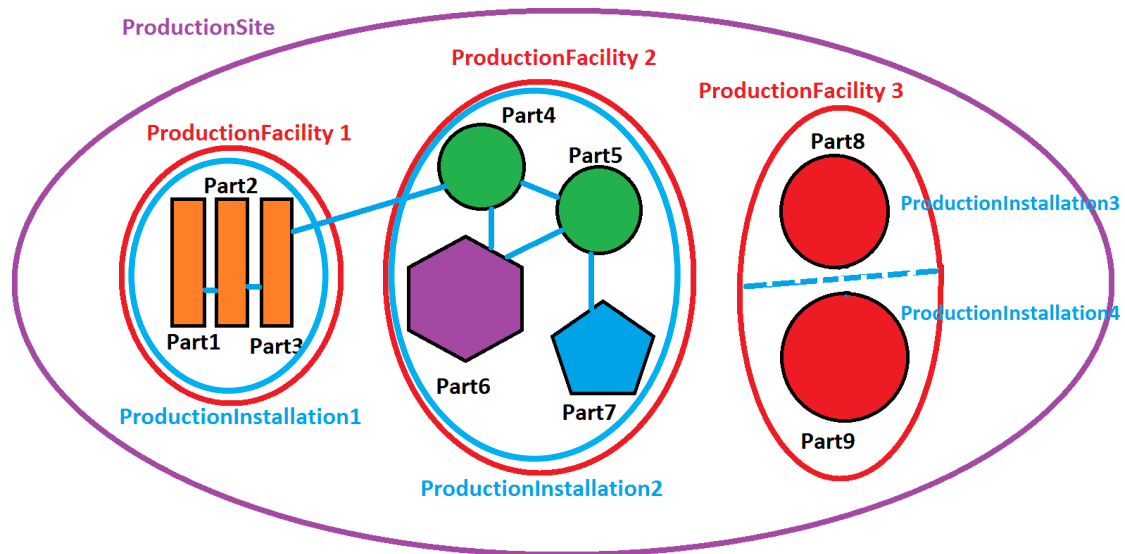 ProductionSite
ProductionFacility 1
Part2
Part1
Part3
ProductionInstallation1
ProductionFacility 2
Part4
Part5
Part6
Part7
ProductionInstallation2
ProductionFacility 3
Part8
ProductionInstallation3
ProductionInstallation4
Part9